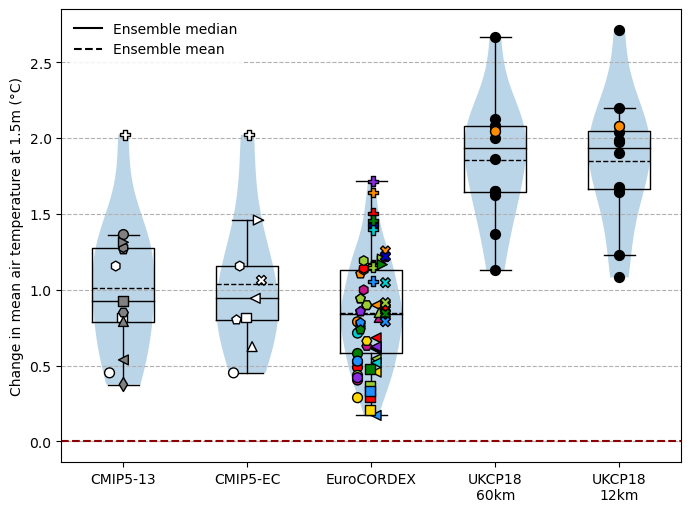 Ensemble median
Ensemble mean
Change in mean air temperature at 1.5m (°C)
2.5
2.0
1.5
1.0
0.5
0.0
CMIP5-13
CMIP5-EC
EuroCORDEX
UKCP18
60km
UKCP18
12km